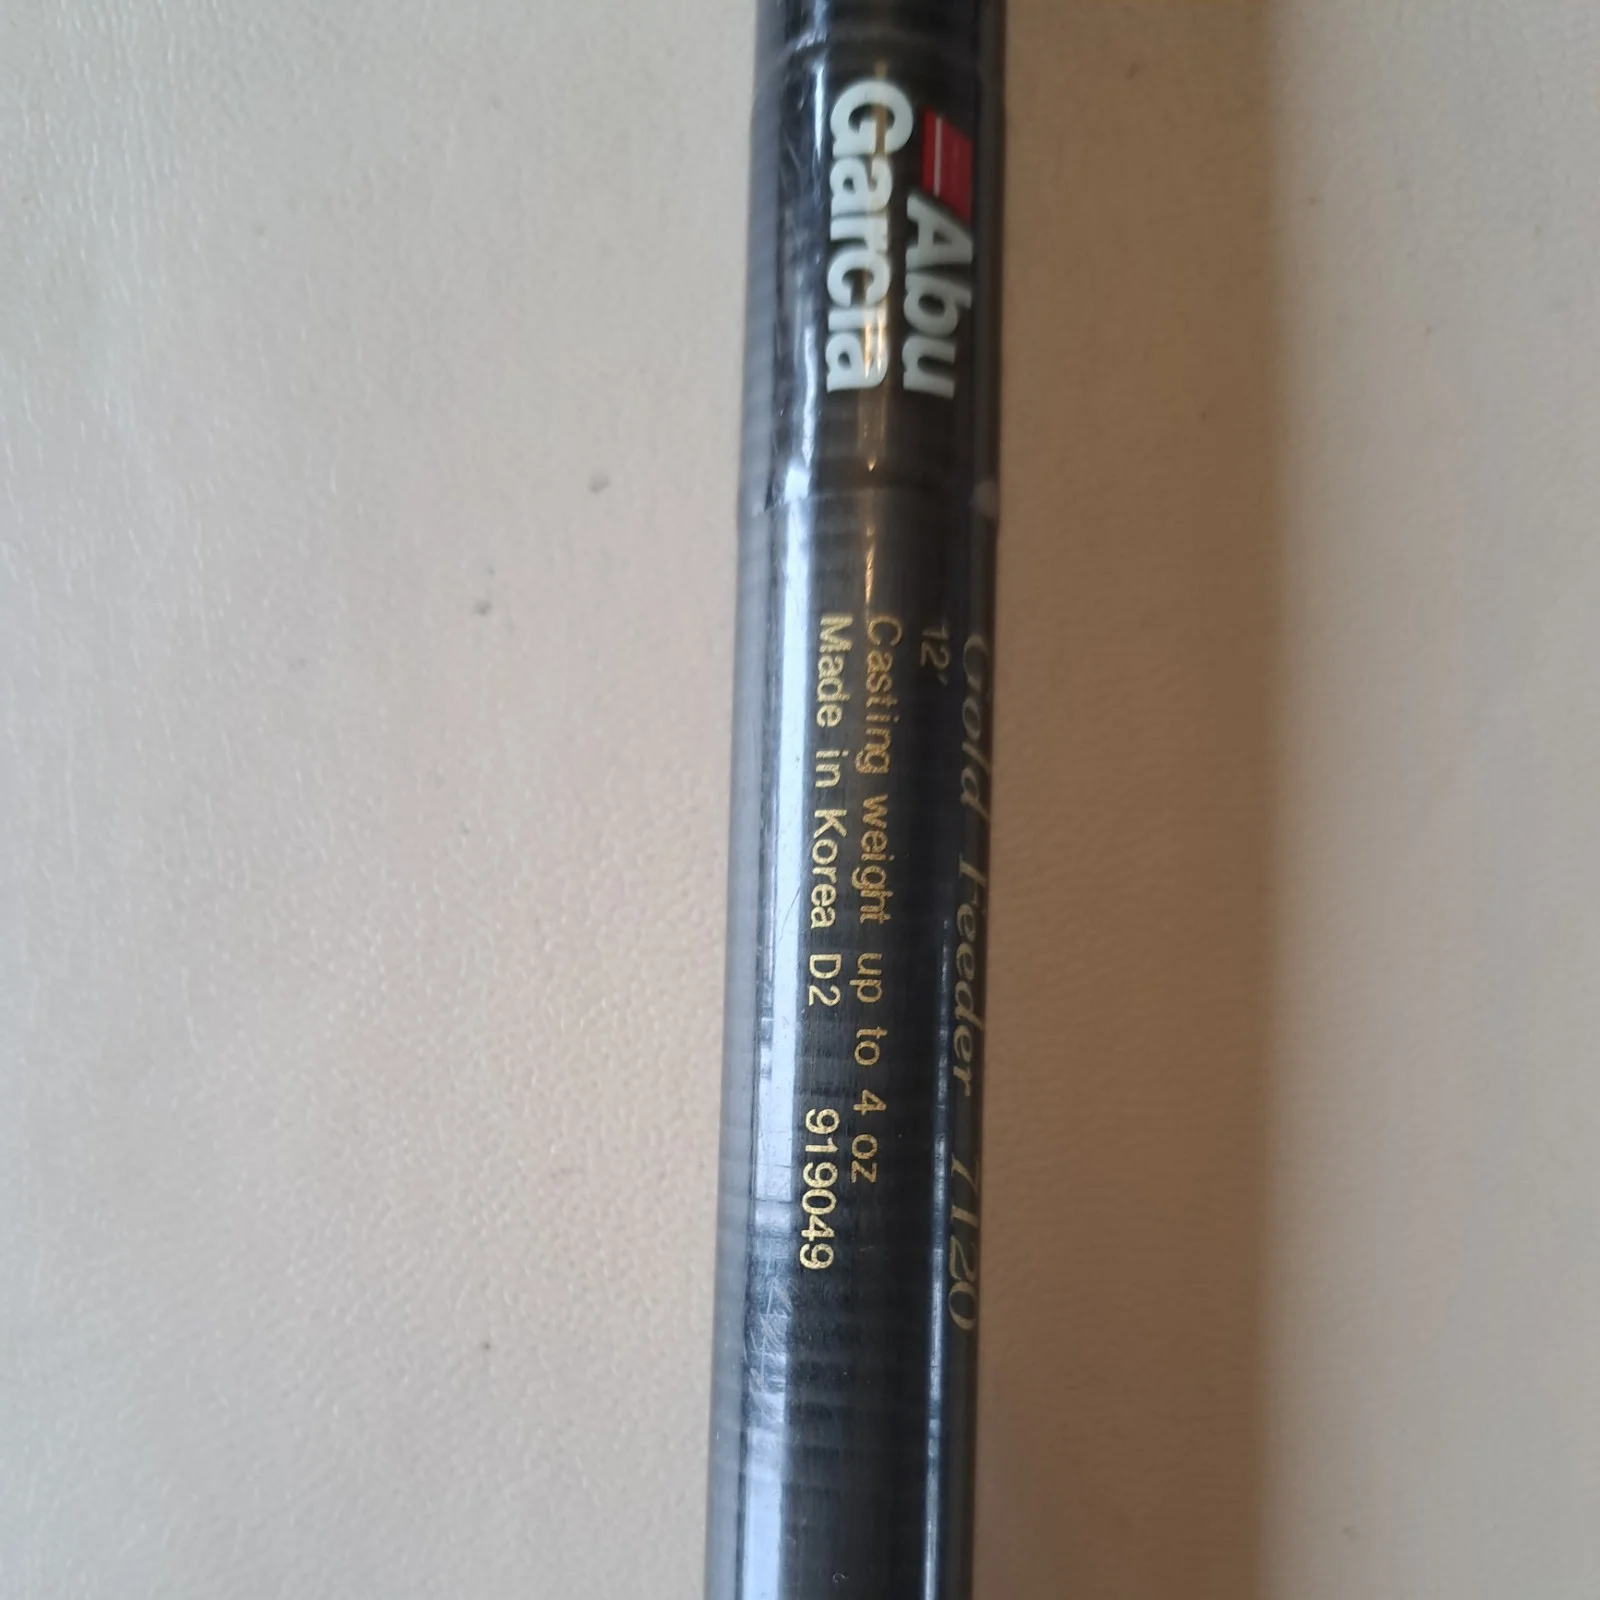 Abu
Garcia
Gold Feeder 1120
12'
Casting weight up to 4 oz
Made in Korea D2 919049